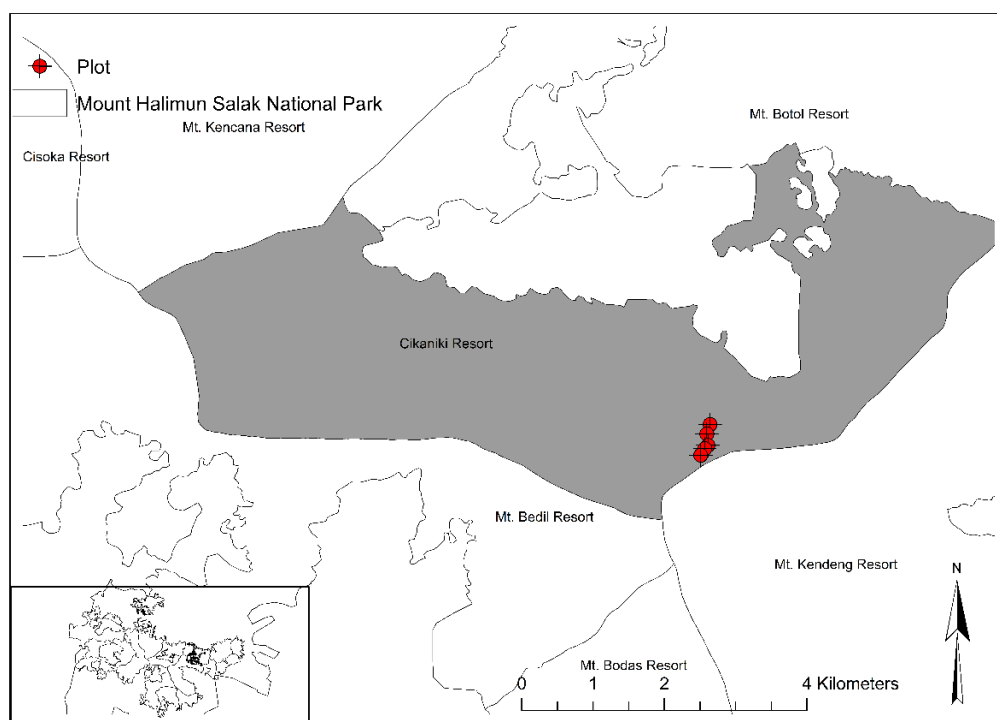 Plot
Mount Halimun Salak National Park
Mt. Kencana Resort
Mt. Botol Resort
Cisoka Resort
Cikaniki Resort
Mt. Bedil Resort
Mt. Kendeng Resort
N
Mt. Bodas Resort
0 1 2 4 Kilometers